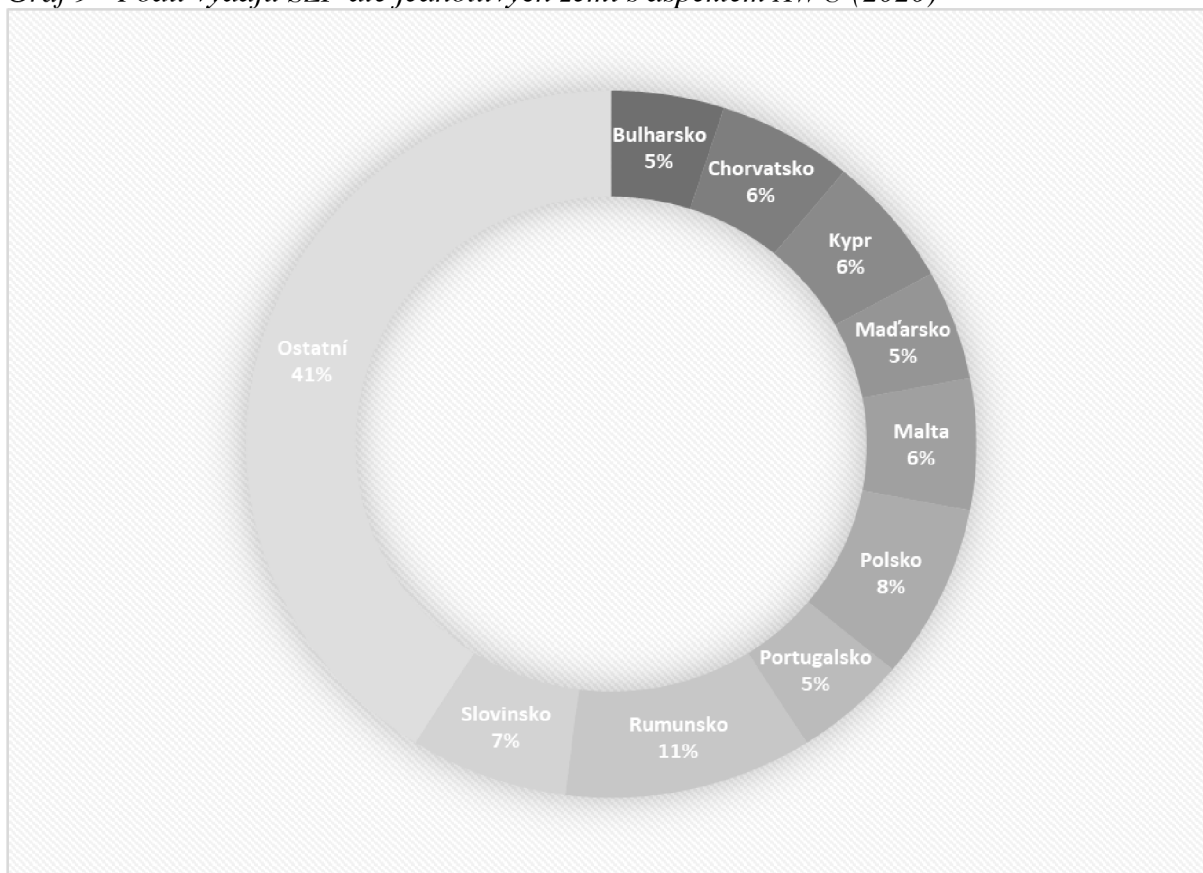 Bulharsko
5%
Chorvatsko
6%
Kypr
6%
Maďarsko
5%
Malta
6%
Polsko
8%
Portugalsko
5%
Rumunsko
11%
Slovinsko
7%
Ostatní
41%